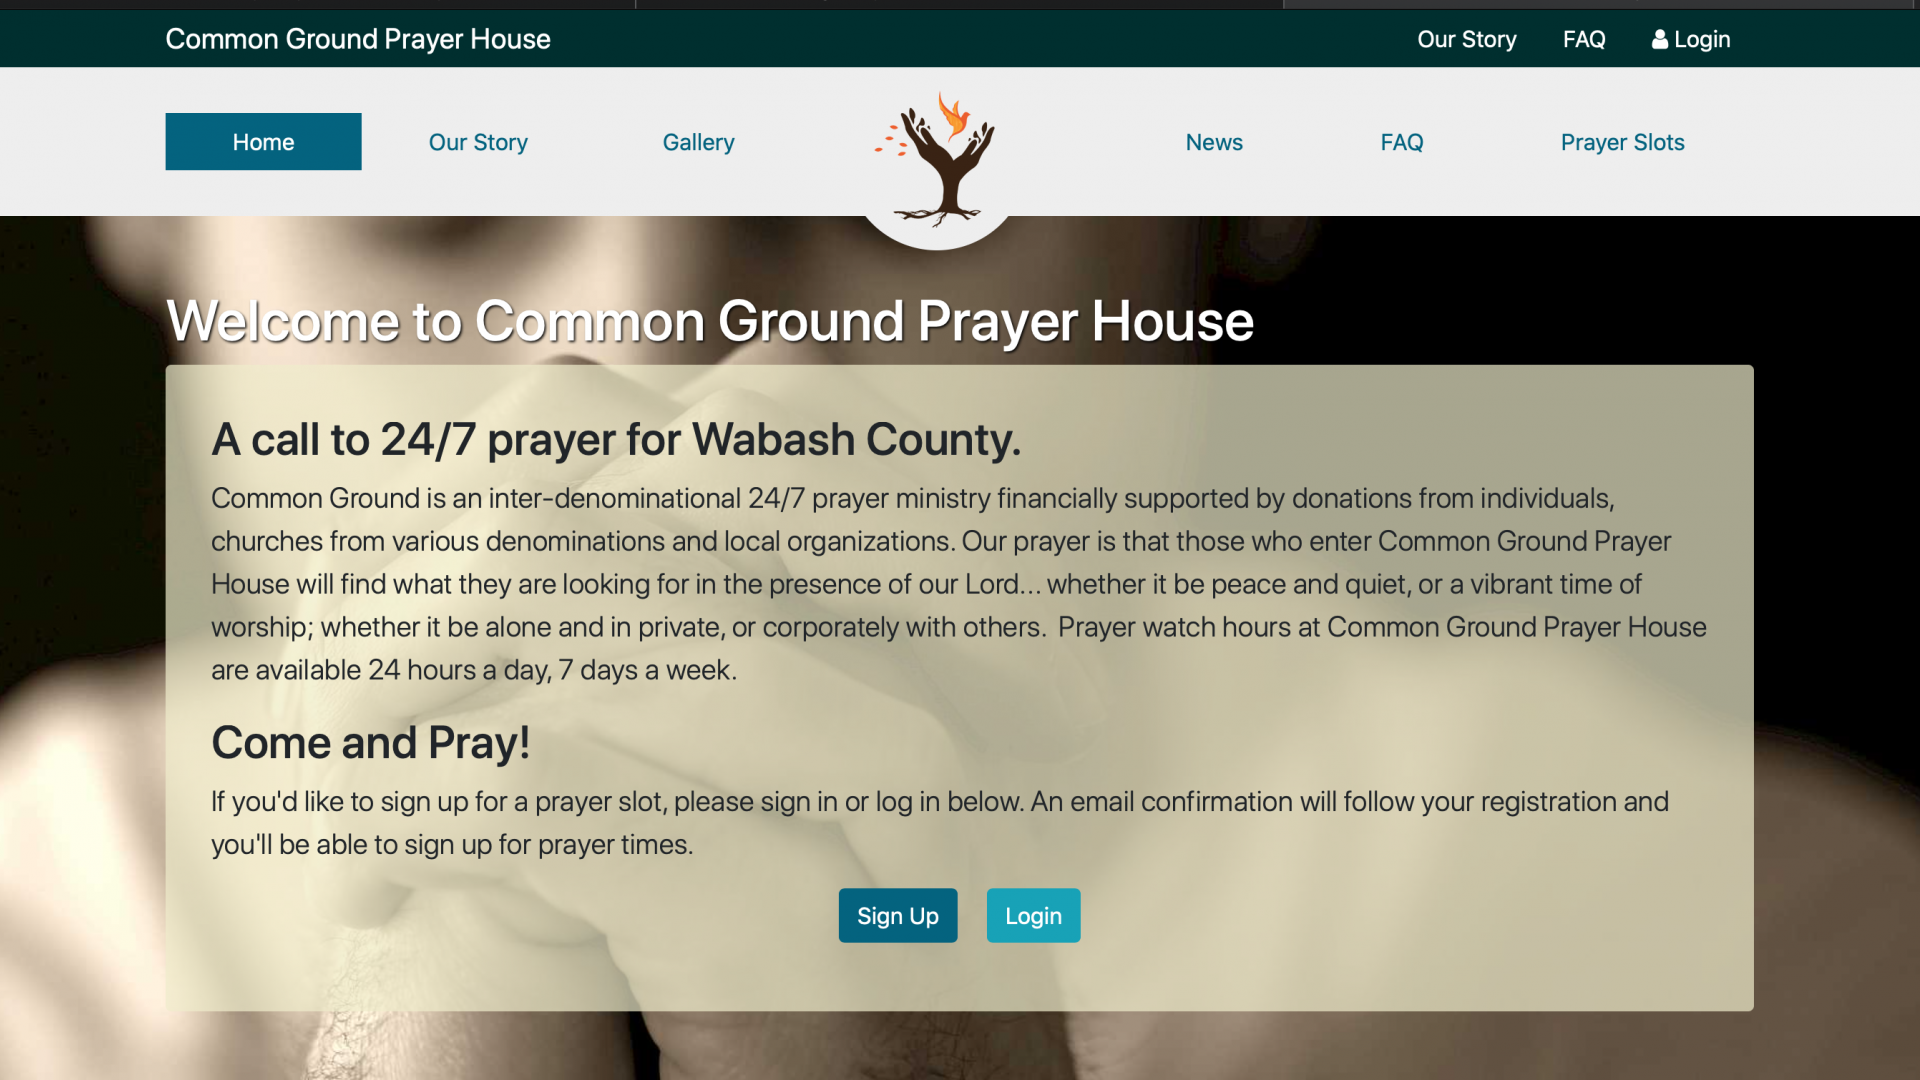 Common Ground Prayer House
Our Story
FAQ
Login
Home
Our Story
Gallery
News
FAQ
Prayer Slots
Welcome to Common Ground Prayer House
A call to 24/7 prayer for Wabash County.
Common Ground is an inter-denominational 24/7 prayer ministry financially supported by donations from individuals,
churches from various denominations and local organizations. Our prayer is that those who enter Common Ground Prayer
House will find what they are looking for in the presence of our Lord... whether it be peace and quiet, or a vibrant time of
worship; whether it be alone and in private, or corporately with others.  Prayer watch hours at Common Ground Prayer House
are available 24 hours a day, 7 days a week.
Come and Pray!
If you'd like to sign up for a prayer slot, please sign in or log in below. An email confirmation will follow your registration and
you'll be able to sign up for prayer times.
Sign Up
Login